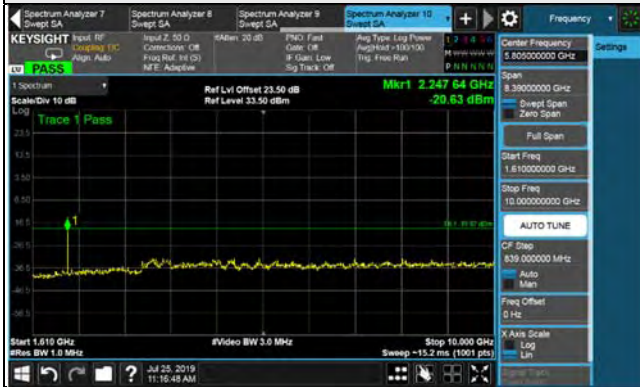 Spectrum Analyzer 7
Swept SA
Spectrum Analyzer 8
Swept SA
Spectrum Analyzer 9
Swept SA
Spectrum Analyzer 10
Swept SA
Frequency
KEYSIGHT
Input: RF
Coupling: DC
Align: Auto
Input Z: 50 Ω
Corrections: Off
Freq Ref: Int (S)
NFE: Adaptive
#Atten: 20 dB
PNO: Fast
Gate: Off
IF Gain: Low
Sig Track: Off
Avg Type: Log Power
Avg|Hold:>100/100
Trig: Free Run
LU PASS
1 Spectrum
Scale/Div 10 dB
Ref Lvl Offset 23.50 dB
Ref Level 33.50 dBm
Mkr1 2.247 64 GHz
-20.63 dBm
Log
Trace 1 Pass
23.5
13.5
3.50
-6.50
-16.5
-26.5
-36.5
-46.5
-56.5
1
Start 1.610 GHz
#Res BW 1.0 MHz
#Video BW 3.0 MHz
Stop 10.000 GHz
Sweep ~15.2 ms (1001 pts)
Jul 25, 2019
11:16:48 AM
Center Frequency
5.805000000 GHz
Settings
Span
8.39000000 GHz
Swept Span
Zero Span
Full Span
Start Freq
1.610000000 GHz
Stop Freq
10.000000000 GHz
AUTO TUNE
CF Step
839.000000 MHz
Auto
Man
Freq Offset
0 Hz
X Axis Scale
Log
Lin